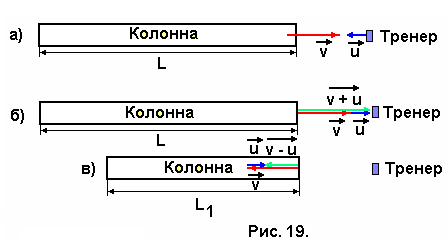 а) Колонна v u Тренер
L
v + u
б) Колонна v u Тренер
L
u v - u
в) Колонна v Тренер
L1
Рис. 19.